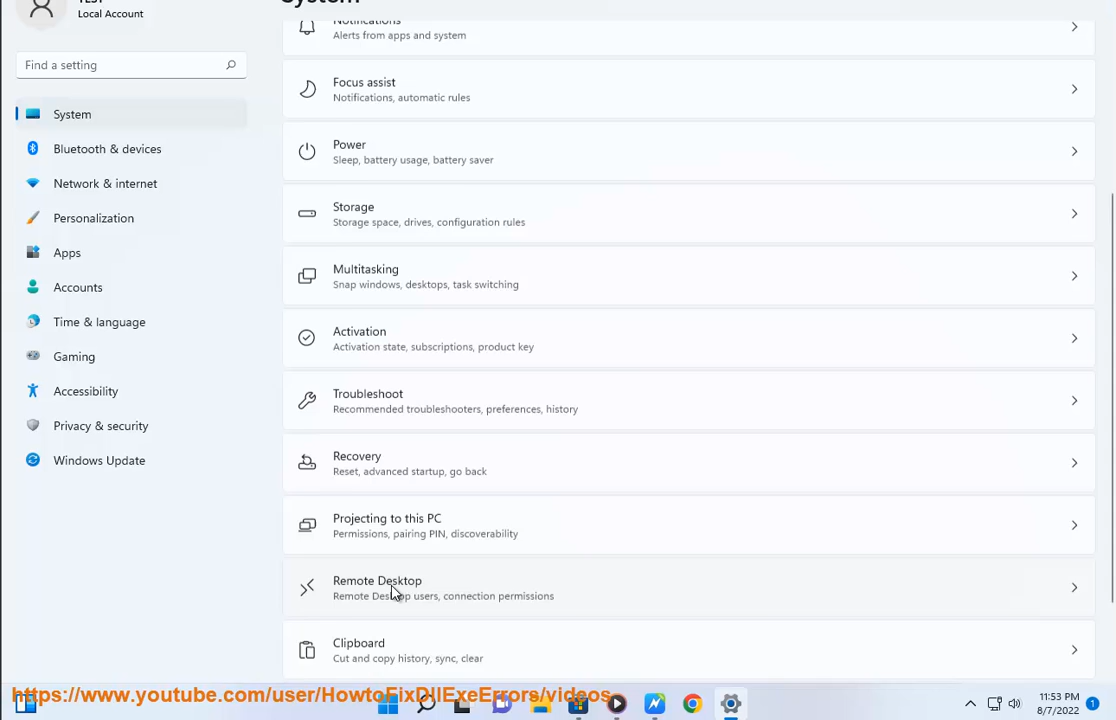 Local Account
System
Find a setting
System
Bluetooth & devices
Network & internet
Personalization
Apps
Accounts
Time & language
Gaming
Accessibility
Privacy & security
Windows Update
Notifications
Alerts from apps and system
Focus assist
Notifications, automatic rules
Power
Sleep, battery usage, battery saver
Storage
Storage space, drives, configuration rules
Multitasking
Snap windows, desktops, task switching
Activation
Activation state, subscriptions, product key
Troubleshoot
Recommended troubleshooters, preferences, history
Recovery
Reset, advanced startup, go back
Projecting to this PC
Permissions, pairing PIN, discoverability
Remote Desktop
Remote Desktop users, connection permissions
Clipboard
Cut and copy history, sync, clear
https://www.youtube.com/user/HowtoFixDllExeErrors/videos
11:53 PM
8/7/2022
1